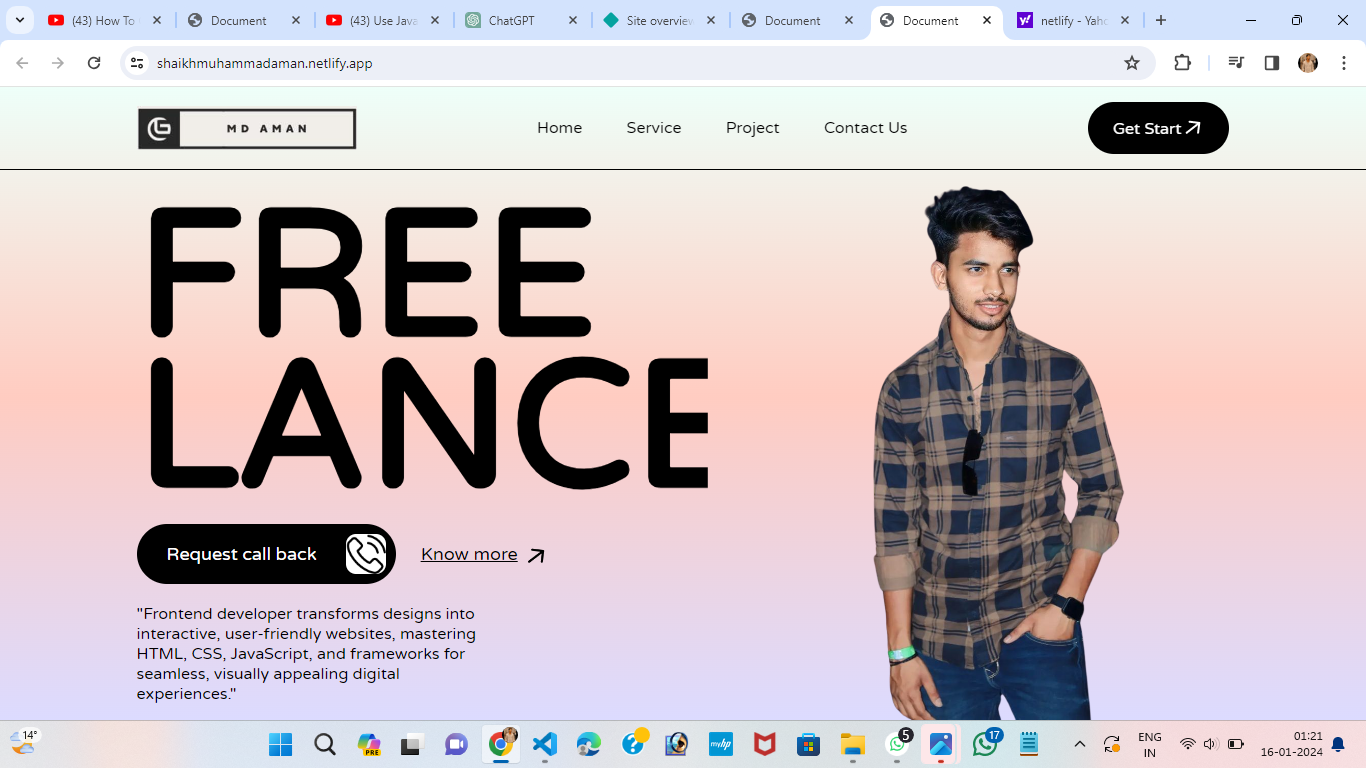 (43) How To
Document
(43) Use Java
ChatGPT
Site overview
Document
Document
netlify - Yaho
shaikhmuhammadaman.netlify.app
MD AMAN
Home
Service
Project
Contact Us
Get Start
FREE
LANCE
Request call back
Know more
"Frontend developer transforms designs into
interactive, user-friendly websites, mastering
HTML, CSS, JavaScript, and frameworks for
seamless, visually appealing digital
experiences."
14°
PRE
myhp
5
17
ENG
IN
01:21
16-01-2024